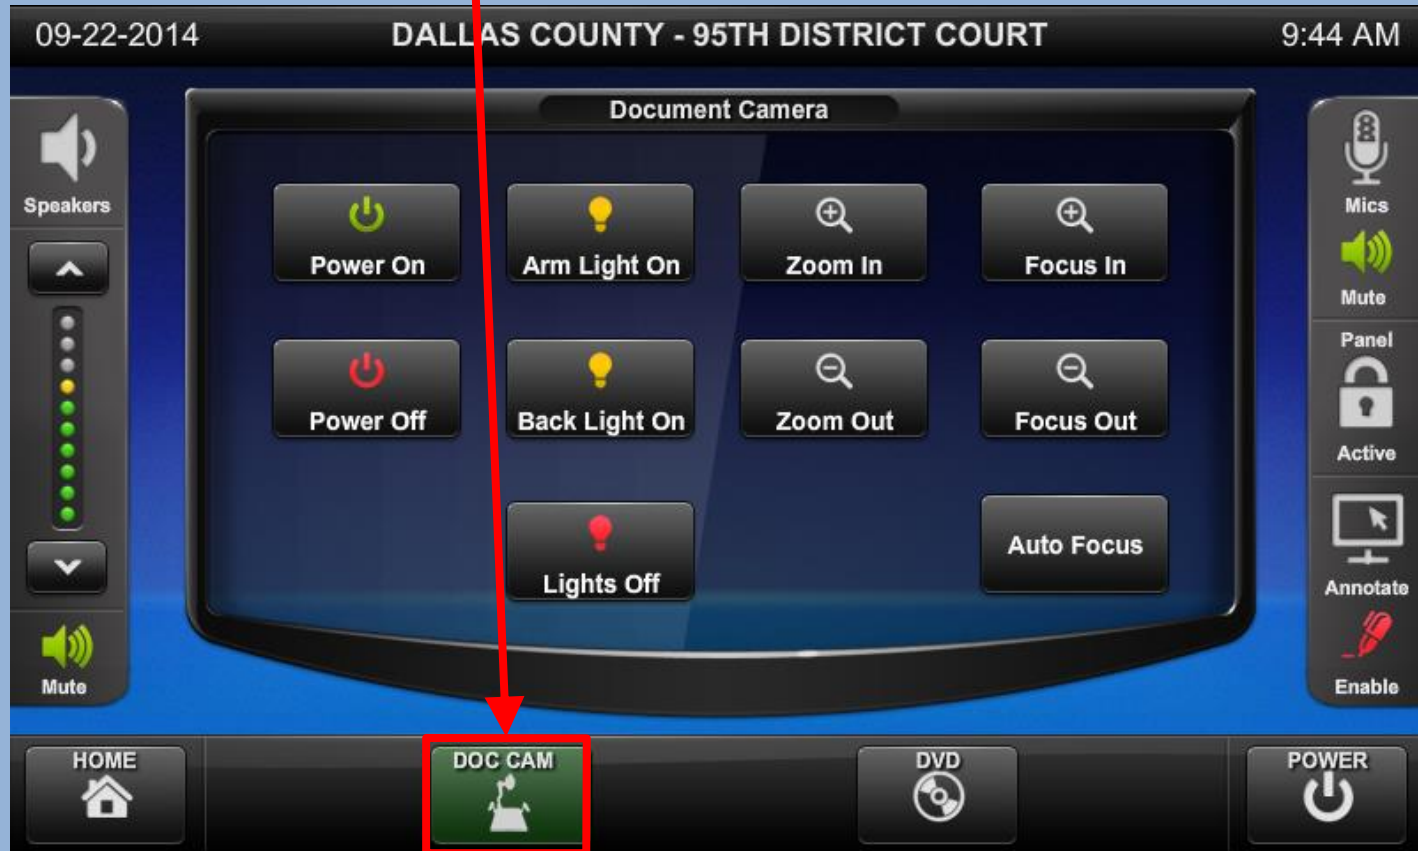 09-22-2014 DALLAS COUNTY - 95TH DISTRICT COURT 9:44 AM
Document Camera
Speakers
Mute
Power On Arm Light On Zoom In Focus In
Power Off Back Light On Zoom Out Focus Out
Lights Off Auto Focus
Mics
Mute
Panel
Active
Annotate
Enable
HOME DOC CAM DVD POWER